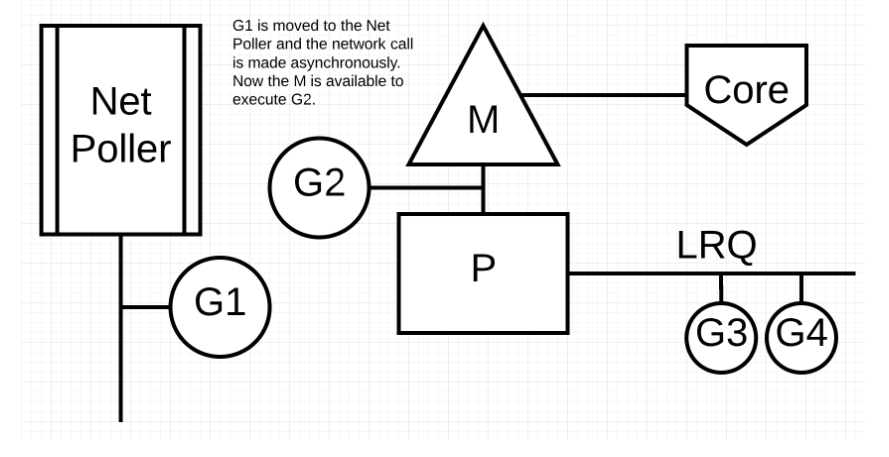 Net
Poller
G1 is moved to the Net
Poller and the network call
is made asynchronously.
Now the M is available to
execute G2.
M
Core
G2
P
LRQ
G1
G3
G4